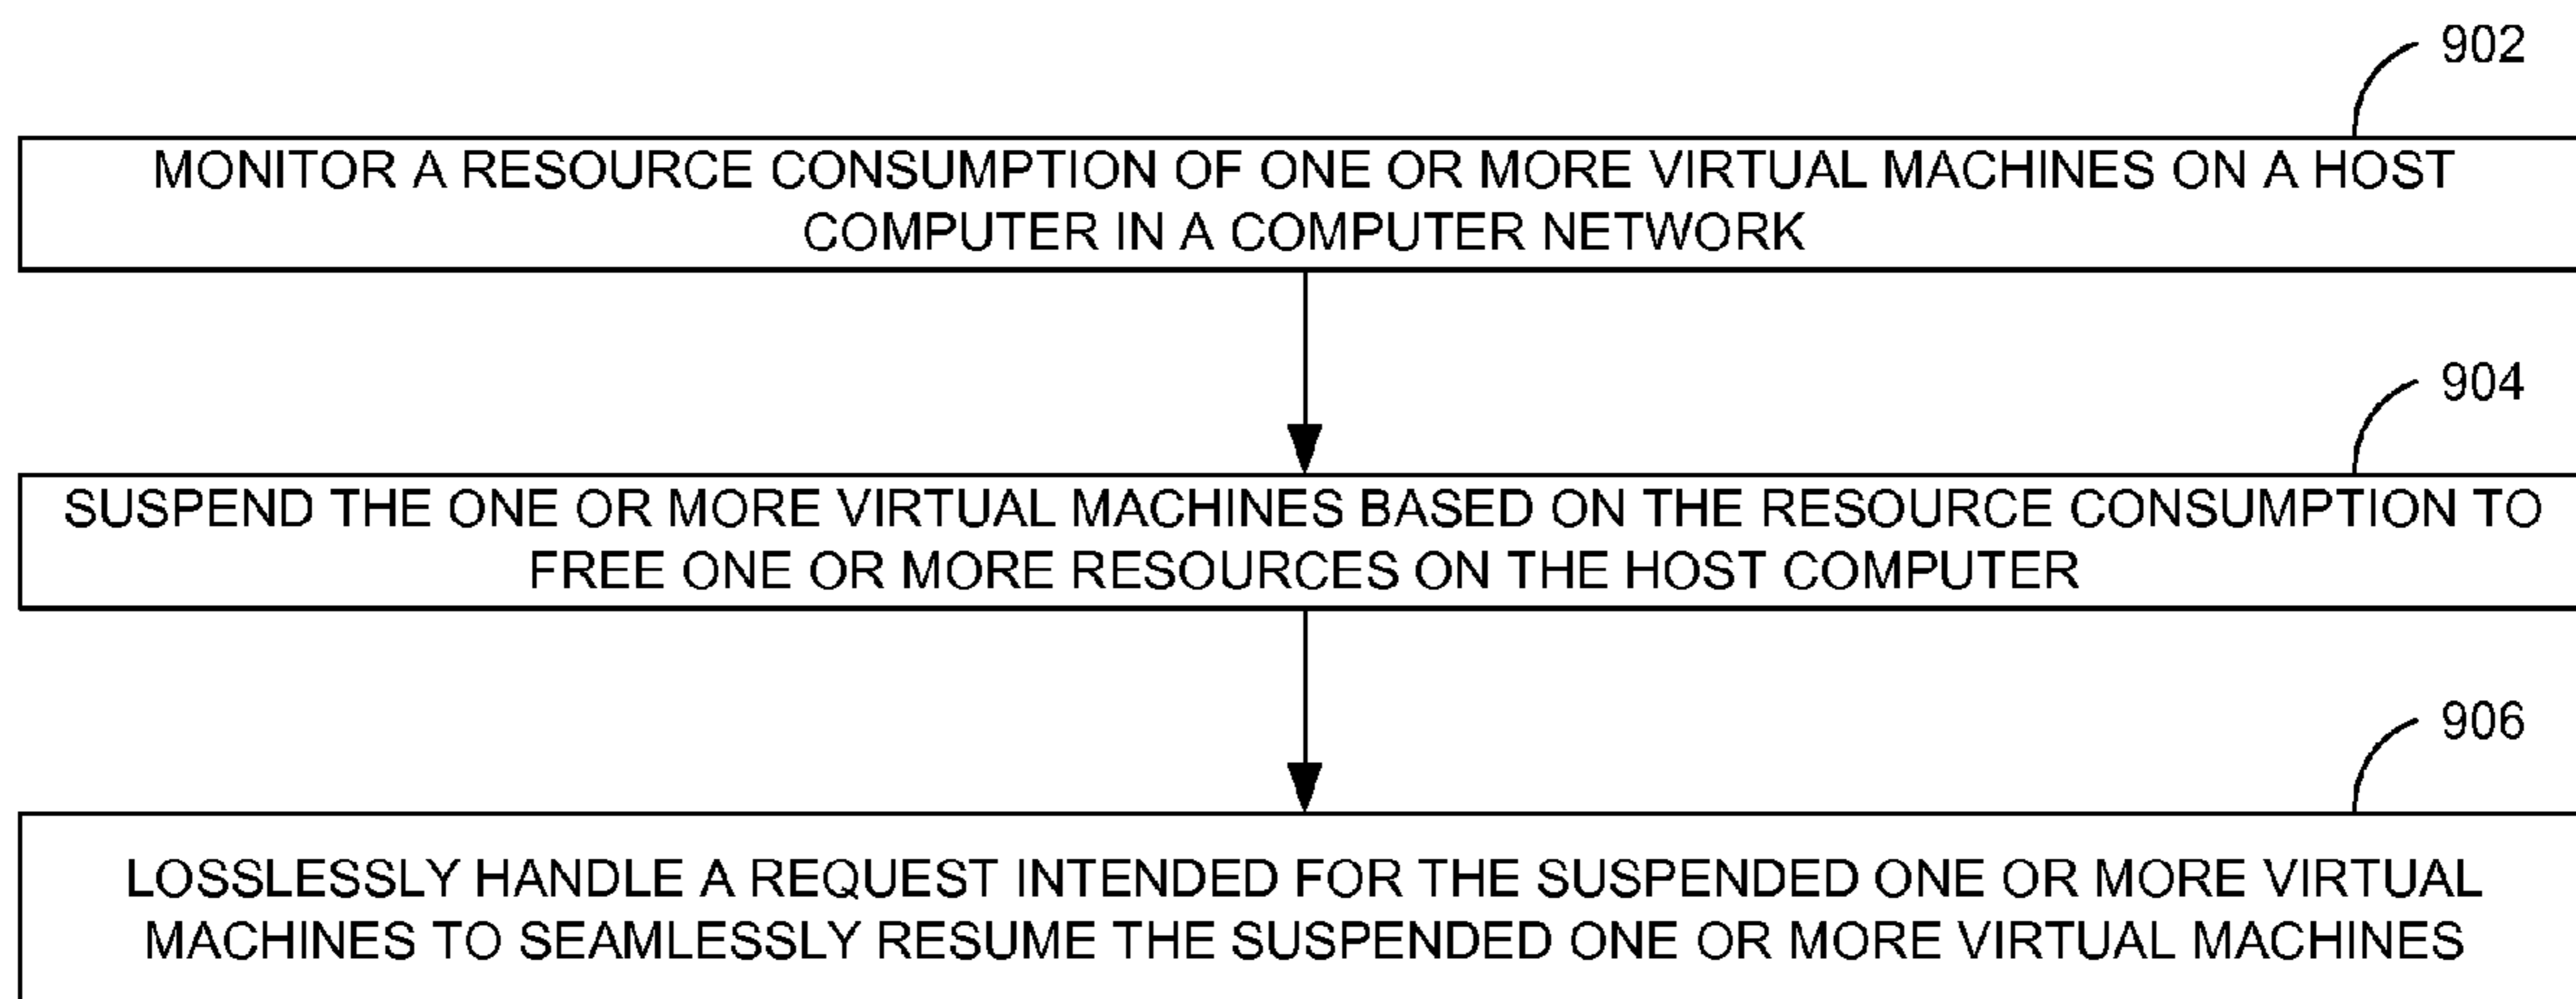 902
MONITOR A RESOURCE CONSUMPTION OF ONE OR MORE VIRTUAL MACHINES ON A HOST
COMPUTER IN A COMPUTER NETWORK
904
SUSPEND THE ONE OR MORE VIRTUAL MACHINES BASED ON THE RESOURCE CONSUMPTION TO
FREE ONE OR MORE RESOURCES ON THE HOST COMPUTER
906
LOSSLESSLY HANDLE A REQUEST INTENDED FOR THE SUSPENDED ONE OR MORE VIRTUAL
MACHINES TO SEAMLESSLY RESUME THE SUSPENDED ONE OR MORE VIRTUAL MACHINES